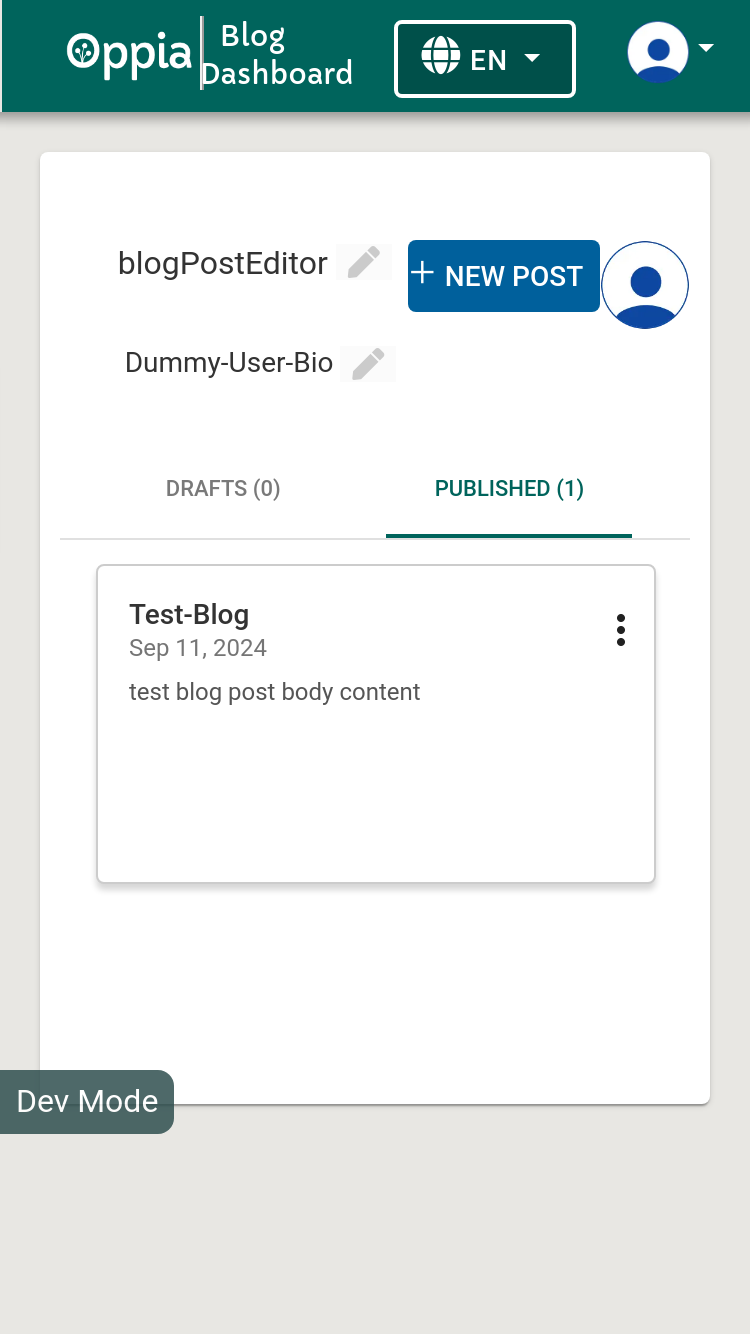 Oppia
Blog
Dashboard
EN
blogPostEditor
+ NEW POST
Dummy-User-Bio
DRAFTS (0)
PUBLISHED (1)
Test-Blog
Sep 11, 2024
test blog post body content
Dev Mode